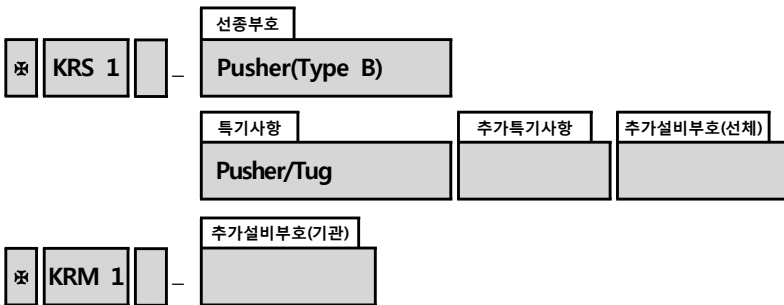 선종부호
✠ KRS 1 - Pusher(Type B)
특기사항 추가특기사항 추가설비부호(선체)
Pusher/Tug
추가설비부호(기관)
✠ KRM 1 -